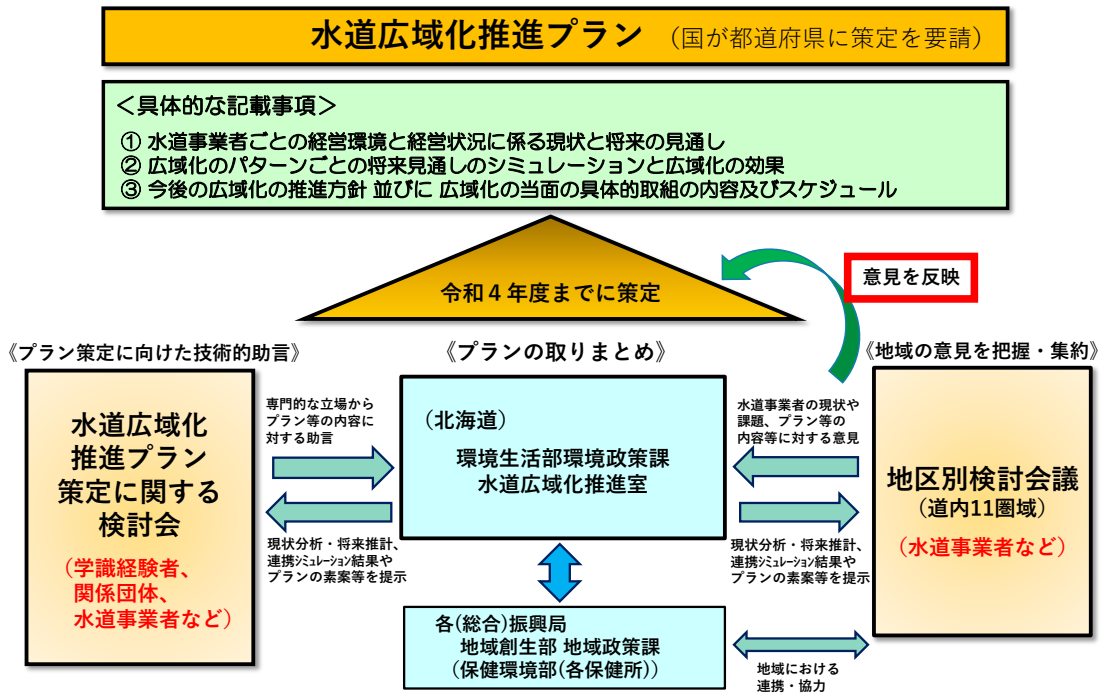 水道広域化推進プラン（国が都道府県に策定を要請）
＜具体的な記載事項＞
① 水道事業者ごとの経営環境と経営状況に係る現状と将来の見通し
② 広域化のパターンごとの将来見通しのシミュレーションと広域化の効果
③ 今後の広域化の推進方針 並びに 広域化の当面の具体的取組の内容及びスケジュール
意見を反映
令和４年度までに策定
《プラン策定に向けた技術的助言》
水道広域化
推進プラン
策定に関する
検討会
（学識経験者、
関係団体、
水道事業者など）
専門的な立場から
プラン等の内容に
対する助言
現状分析・将来推計、
連携ｼﾐｭﾚｰｼｮﾝ結果や
プランの素案等を提示
《プランの取りまとめ》
（北海道）
環境生活部環境政策課
水道広域化推進室
各(総合)振興局
地域創生部 地域政策課
（保健環境部(各保健所)）
水道事業者の現状や
課題、プラン等の
内容等に対する意見
現状分析・将来推計、
連携ｼﾐｭﾚｰｼｮﾝ結果や
プランの素案等を提示
《地域の意見を把握・集約》
地区別検討会議
（道内11圏域）
（水道事業者など）
地域における
連携・協力